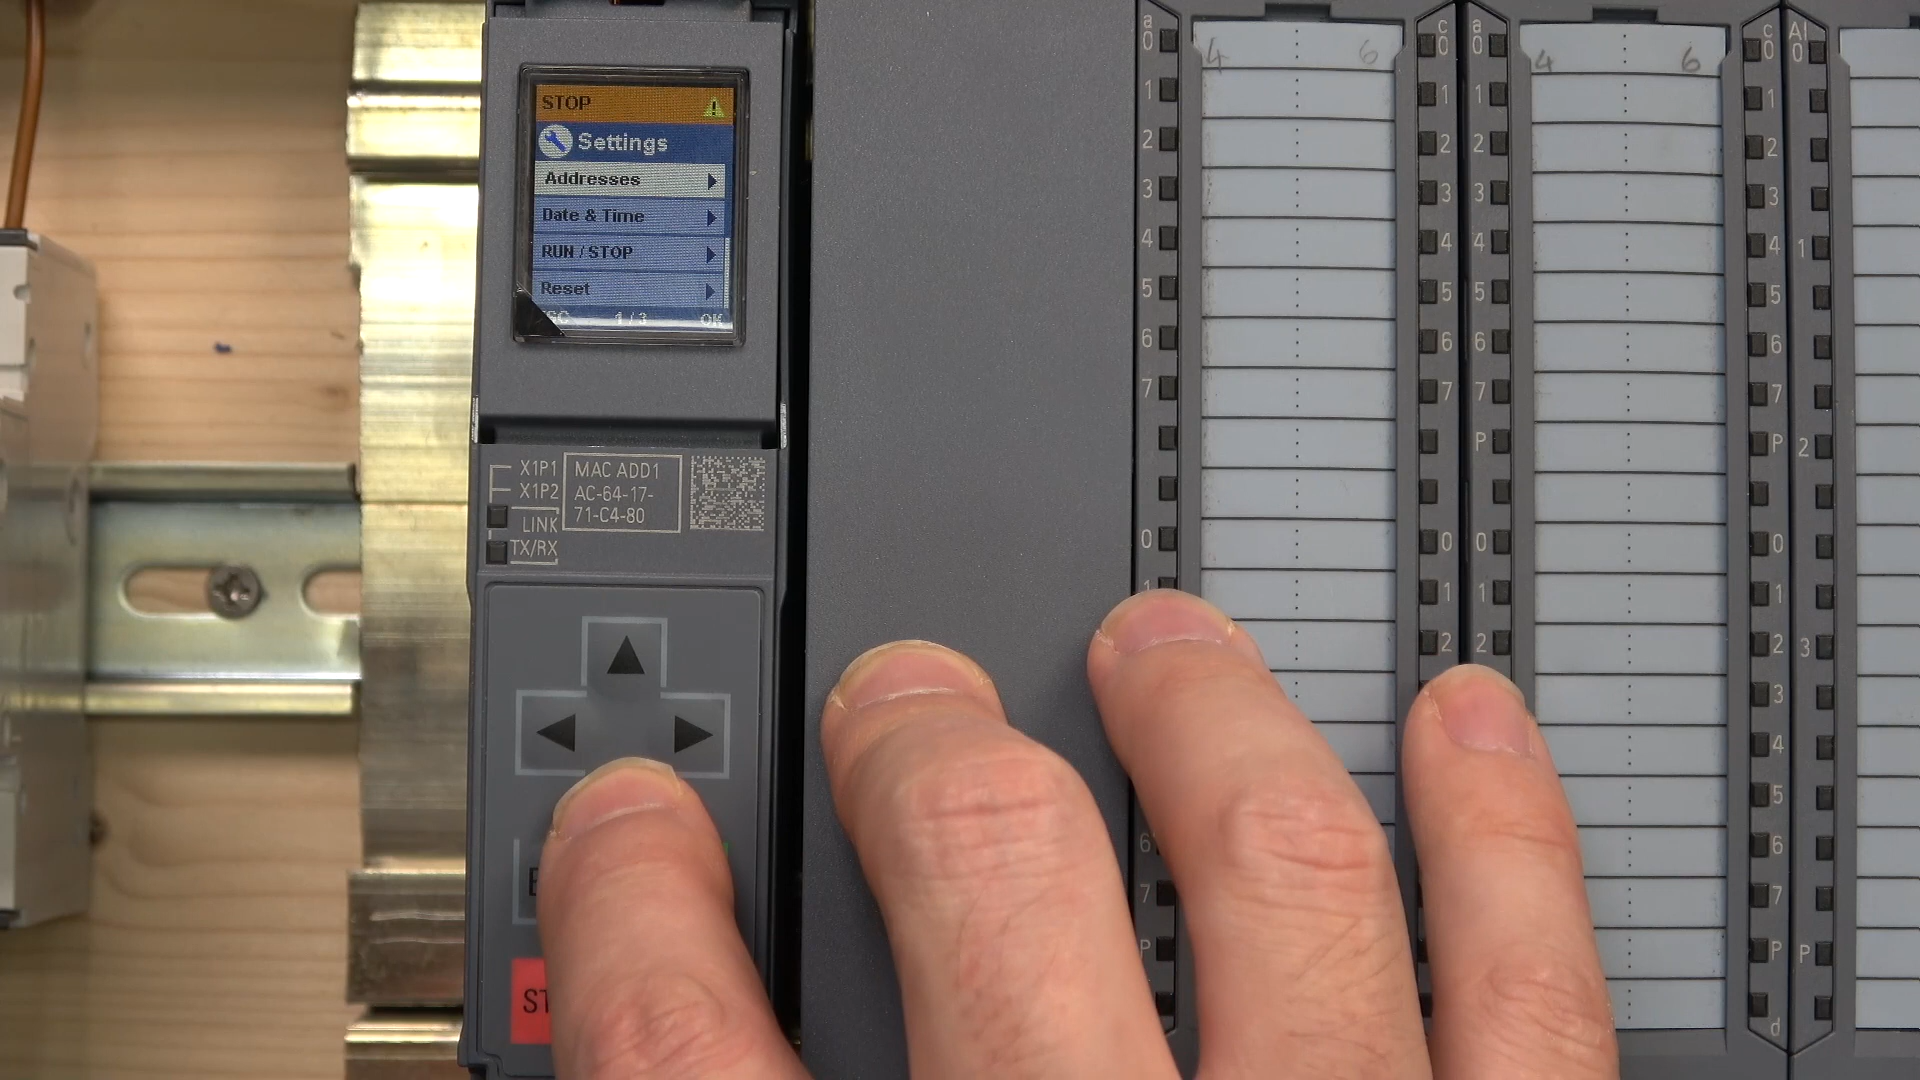 STOP
Settings
Addresses
Date & Time
RUN / STOP
Reset
1/3 OK
X1P1
X1P2
LINK
TX/RX
MAC ADD1
AC-64-17-
71-C4-80
a
0
1
2
3
4
5
6
7
0
1
6
7
P
4 6
c
0
1
2
3
4
5
6
7
0
1
2
a
0
1
2
3
4
5
6
7
P
0
1
2
4 6
c
0
1
2
3
4
5
6
7
P
0
1
2
3
4
5
6
7
P
d
AI
0
1
2
3
P